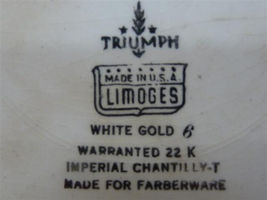 TRIUMPH
MADE IN U.S.A.
LIMOGES
WHITE GOLD 6
WARRANTED 22 K
IMPERIAL CHANTILLY-T
MADE FOR FARBERWARE